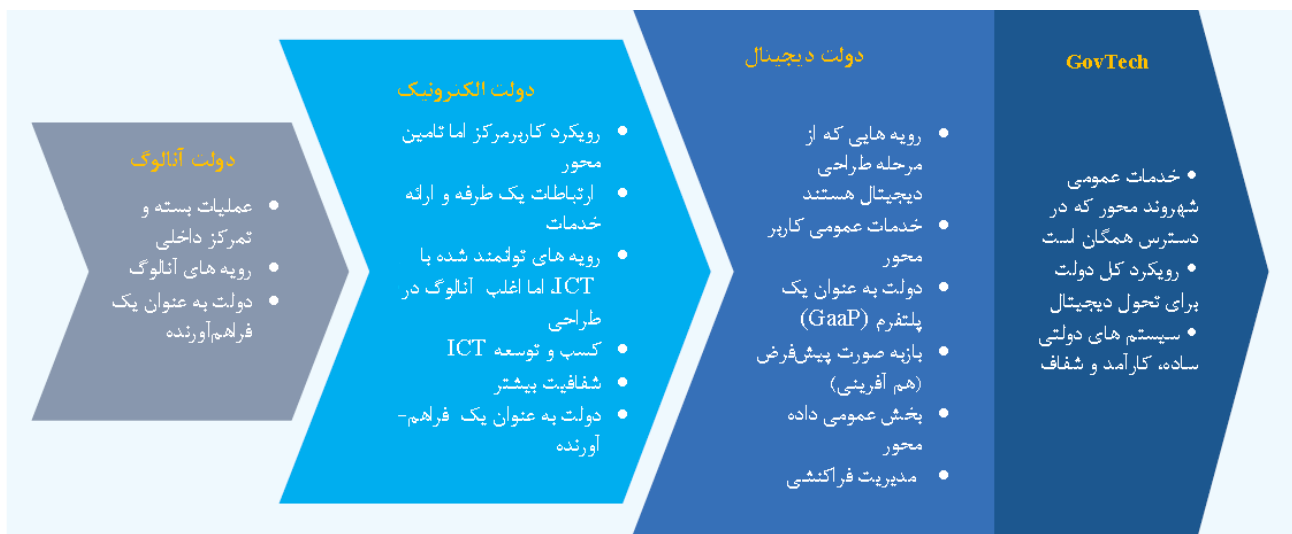 دولت آنالوگ
• عملیات بسته و
تمرکز داخلی
• رویه های آنالوگ
• دولت به عنوان یک
فراهم‌آورنده
دولت الکترونیک
• رویکرد کاربرمرکز اما تامین
محور
• ارتباطات یک طرفه و ارائه
خدمات
• رویه های توانمند شده با
ICT، اما اغلب آنالوگ در
طراحی
• کسب و توسعه ICT
• شفافیت بیشتر
• دولت به عنوان یک فراهم-
آورنده
دولت دیجیتال
• رویه هایی که از
مرحله طراحی
دیجیتال هستند
• خدمات عمومی کاربر
محور
• دولت به عنوان یک
پلتفرم (GaaP)
• بازبه صورت پیش‌فرض
(هم آفرینی)
• بخش عمومی داده
محور
• مدیریت فراکنشی
GovTech
• خدمات عمومی
شهروند محور که در
دسترس همگان است
• رویکرد کل دولت
برای تحول دیجیتال
• سیستم های دولتی
ساده، کارآمد و شفاف